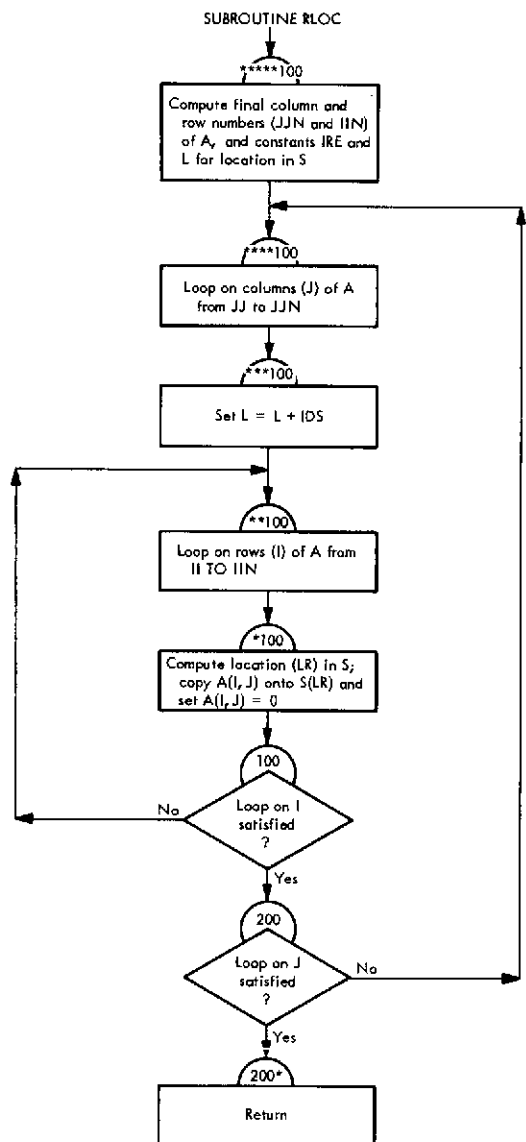 SUBROUTINE RLOC
*****100
Compute final column and
row numbers (JJN and IIN)
of A, and constants IRE and
L for location in S
****100
Loop on columns (J) of A
from JJ to JJN
***100
Set L = L + IDS
**100
Loop on rows (I) of A from
II TO IIN
*100
Compute location (LR) in S;
copy A(I, J) onto S(LR) and
set A(I, J) = 0
100
No
Loop on I
satisfied
?
Yes
200
Loop on J
satisfied
?
No
Yes
200*
Return